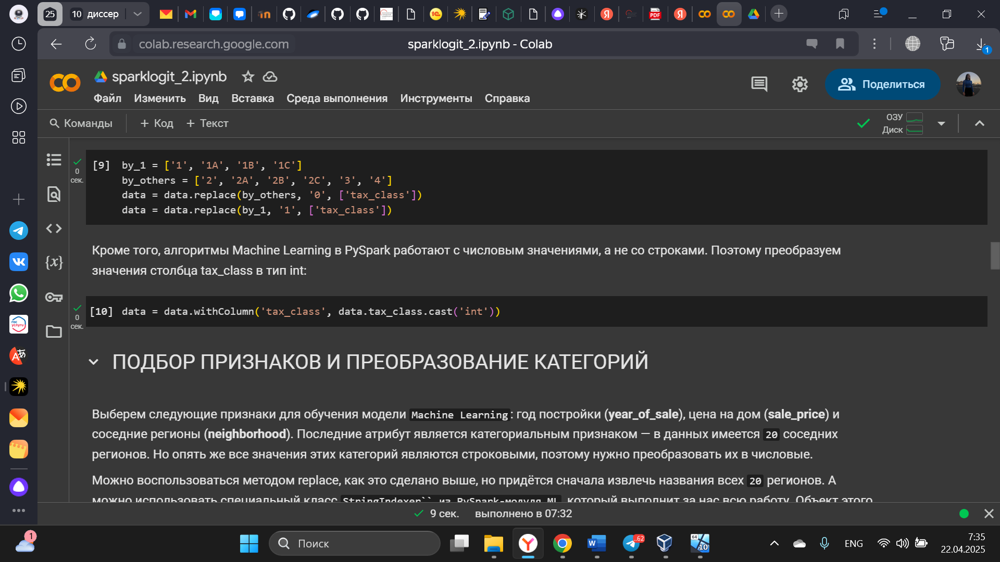 25
10 диссер
colab.research.google.com
sparklogit_2.ipynb - Colab
1
sparklogit_2.ipynb
Поделиться
Файл Изменить Вид Вставка Среда выполнения Инструменты Справка
Команды + Код + Текст
ОЗУ
Диск
[9] by_1 = ['1', '1A', '1B', '1C']
by_others = ['2', '2A', '2B', '2C', '3', '4']
data = data.replace(by_others, '0', ['tax_class'])
data = data.replace(by_1, '1', ['tax_class'])
0
сек.
Кроме того, алгоритмы Machine Learning в PySpark работают с числовым значениями, а не со строками. Поэтому преобразуем
значения столбца tax_class в тип int:
[10] data = data.withColumn('tax_class', data.tax_class.cast('int'))
0
сек.
ПОДБОР ПРИЗНАКОВ И ПРЕОБРАЗОВАНИЕ КАТЕГОРИЙ
Выберем следующие признаки для обучения модели Machine Learning: год постройки (year_of_sale), цена на дом (sale_price) и
соседние регионы (neighborhood). Последние атрибут является категориальным признаком — в данных имеется 20 соседних
регионов. Но опять же все значения этих категорий являются строковыми, поэтому нужно преобразовать их в числовые.
Можно воспользоваться методом replace, как это сделано выше, но придётся сначала извлечь названия всех 20 регионов. А
можно использовать специальный класс StringIndexer`` из PySpark-модуля ML, который выполнит за нас всю работу. Объект этого
9 сек. выполнено в 07:32
гос
услуги
PDF
1
Поиск
..62
64
10
ENG
7:35
22.04.2025